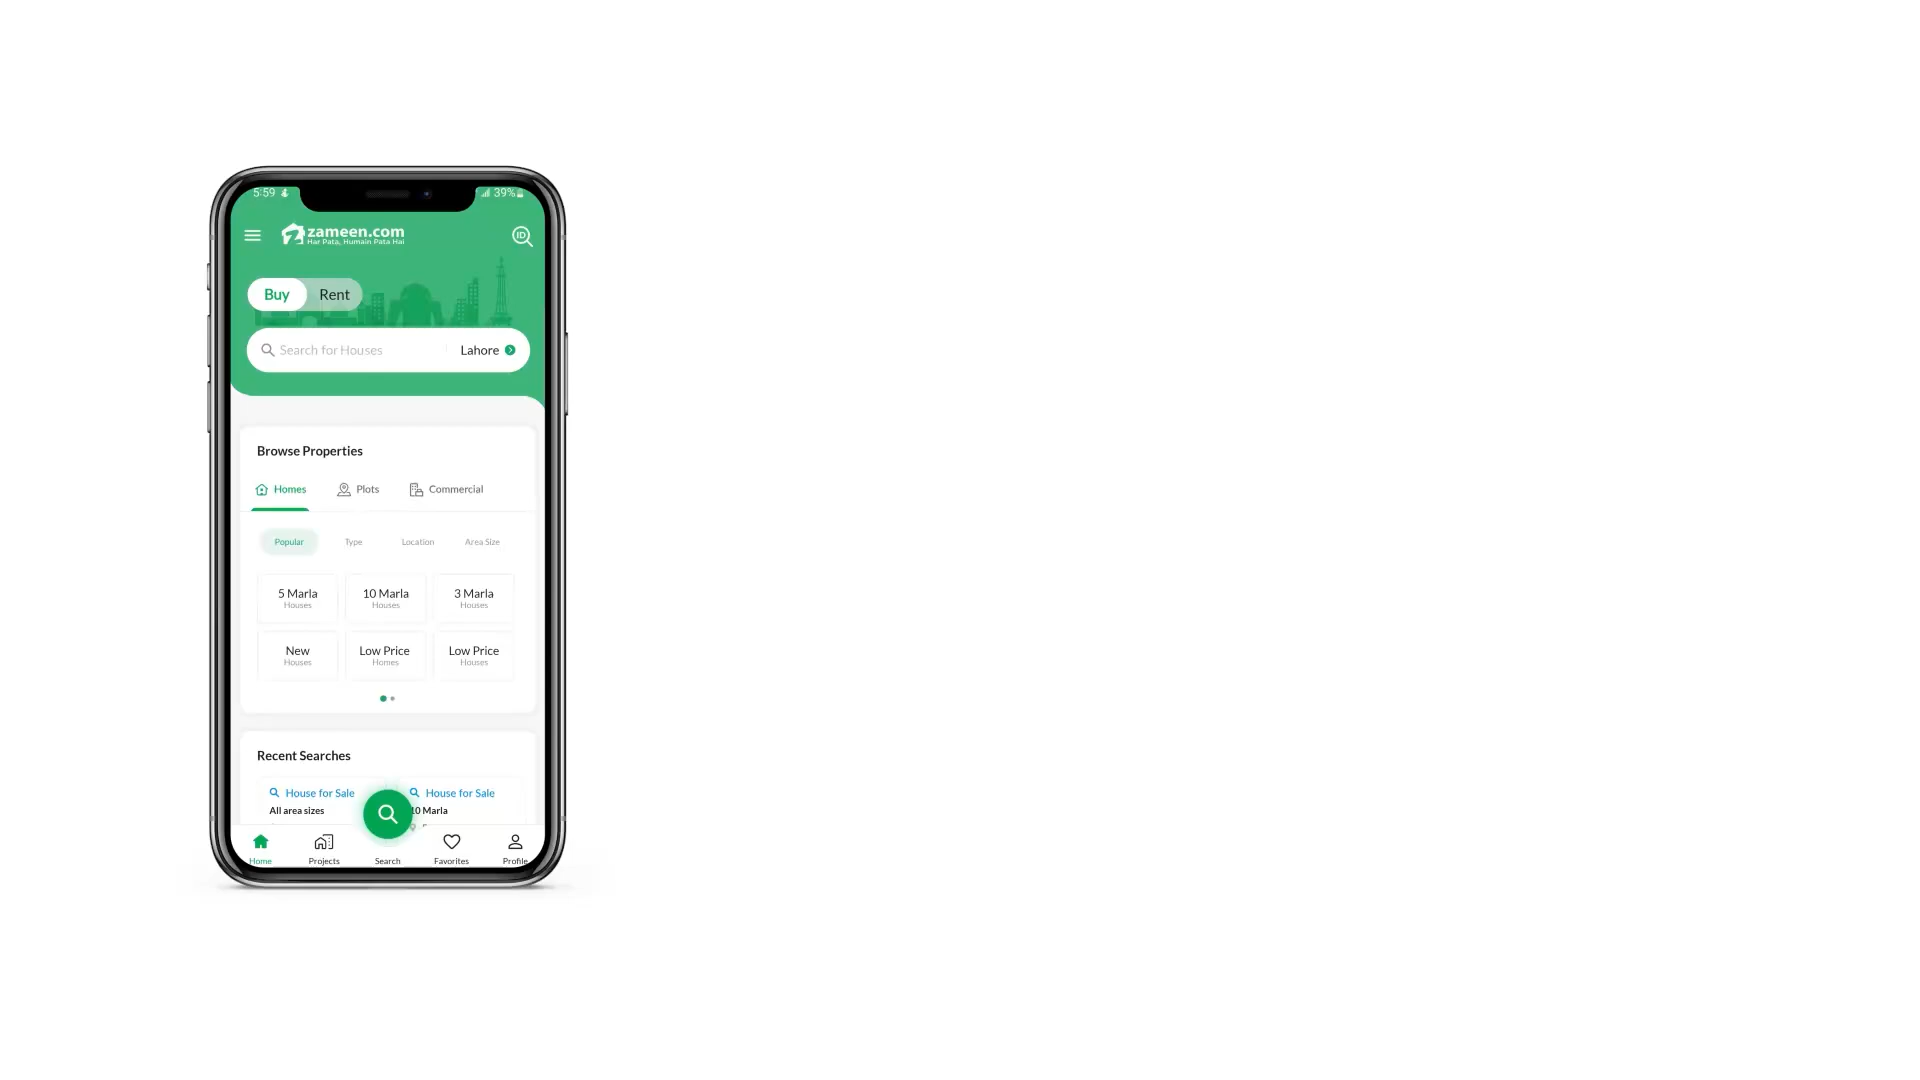 5:59
39%
zameen.com
Har Pata, Humain Pata Hai
ID
Buy
Rent
Search for Houses
Lahore
Browse Properties
Homes
Plots
Commercial
Popular
Type
Location
Area Size
5 Marla
Houses
10 Marla
Houses
3 Marla
Houses
New
Houses
Low Price
Homes
Low Price
Houses
Recent Searches
House for Sale
All area sizes
House for Sale
10 Marla
Home
Projects
Search
Favorites
Profile